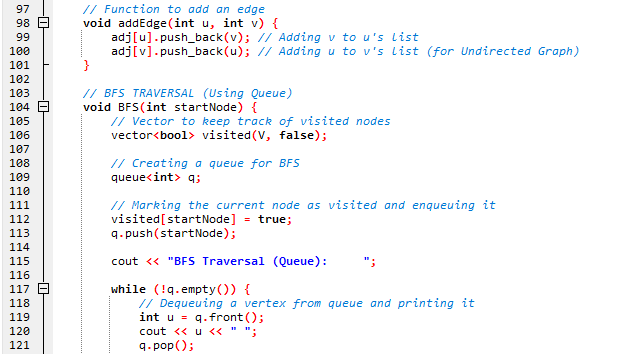 97 // Function to add an edge
98 void addEdge(int u, int v) {
99 adj[u].push_back(v); // Adding v to u's list
100 adj[v].push_back(u); // Adding u to v's list (for Undirected Graph)
101 }
102
103 // BFS TRAVERSAL (Using Queue)
104 void BFS(int startNode) {
105 // Vector to keep track of visited nodes
106 vector<bool> visited(V, false);
107
108 // Creating a queue for BFS
109 queue<int> q;
110
111 // Marking the current node as visited and enqueuing it
112 visited[startNode] = true;
113 q.push(startNode);
114
115 cout << "BFS Traversal (Queue):     ";
116
117 while (!q.empty()) {
118 // Dequeuing a vertex from queue and printing it
119 int u = q.front();
120 cout << u << " ";
121 q.pop();